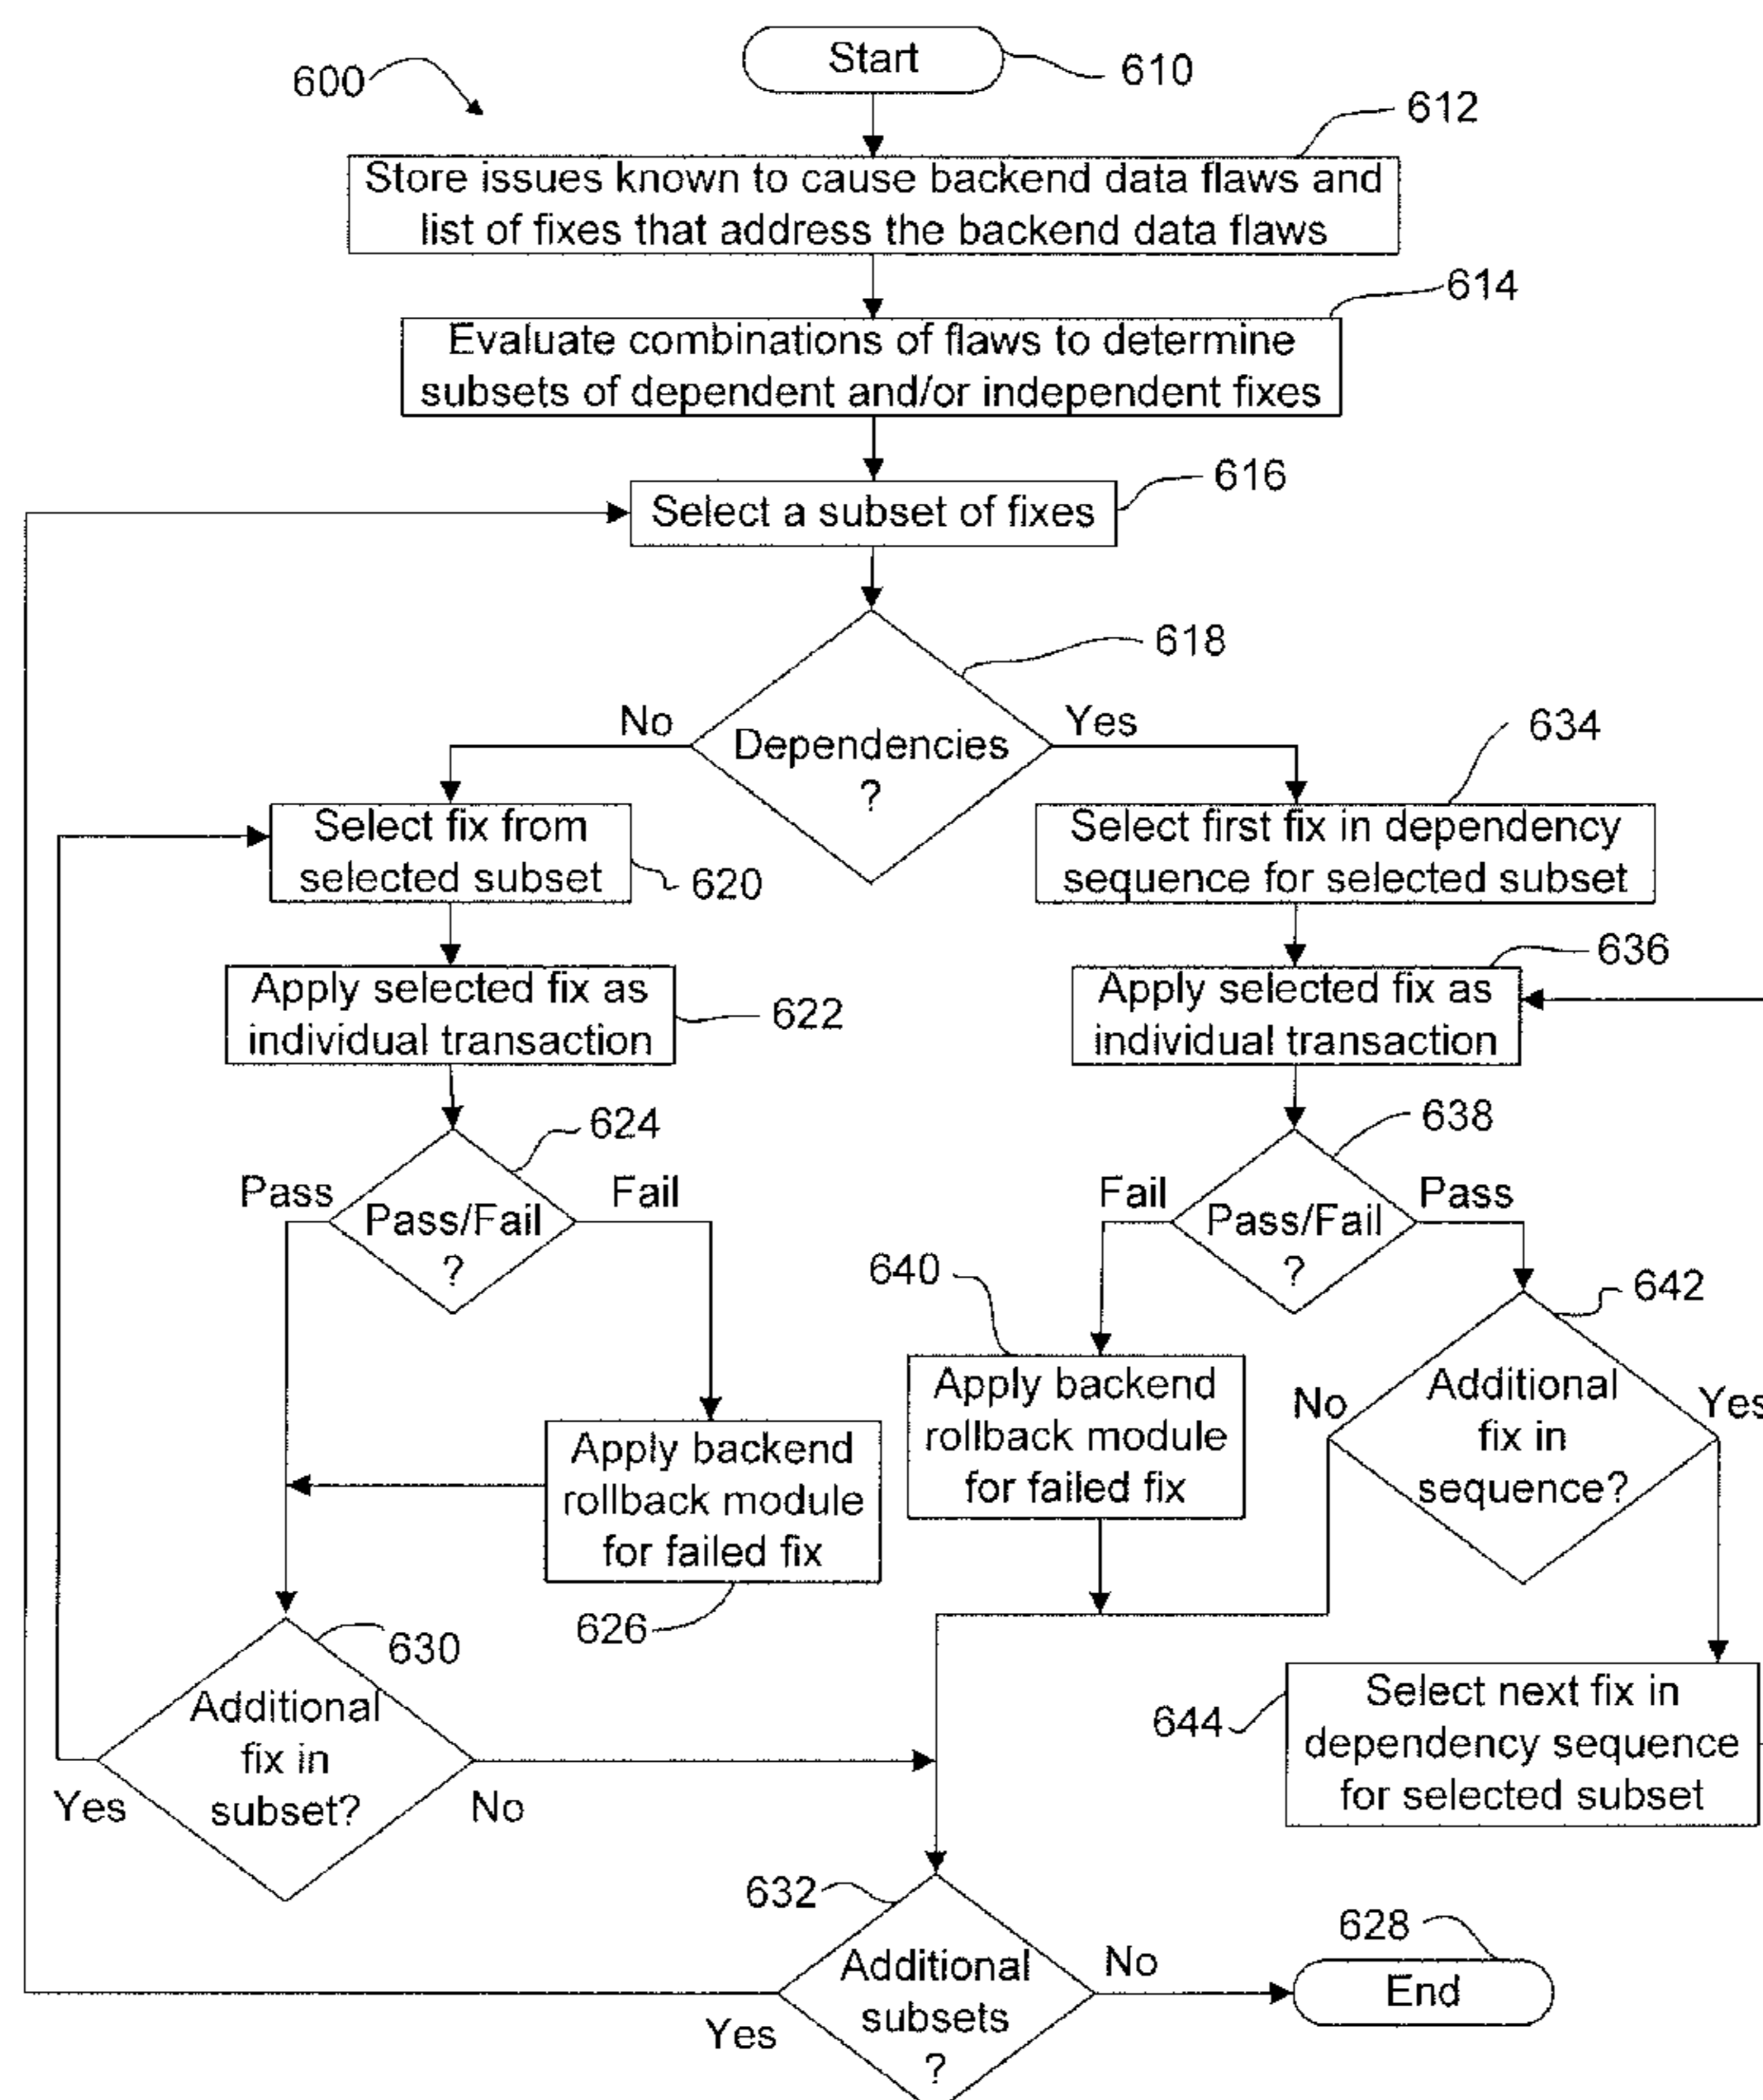 Start
610
600
612
Store issues known to cause backend data flaws and
list of fixes that address the backend data flaws
614
Evaluate combinations of flaws to determine
subsets of dependent and/or independent fixes
616
Select a subset of fixes
618
No
Yes
Dependencies
?
634
Select fix from
selected subset
620
Select first fix in dependency
sequence for selected subset
636
Apply selected fix as
individual transaction
622
Apply selected fix as
individual transaction
624
638
Pass
Fail
Pass/Fail
?
Fail
Pass
Pass/Fail
?
640
642
Apply backend
rollback module
for failed fix
No
Additional
fix in
sequence?
Yes
Apply backend
rollback module
for failed fix
626
630
Additional
fix in
subset?
Yes
No
644
Select next fix in
dependency sequence
for selected subset
632
Additional
subsets
?
Yes
No
628
End